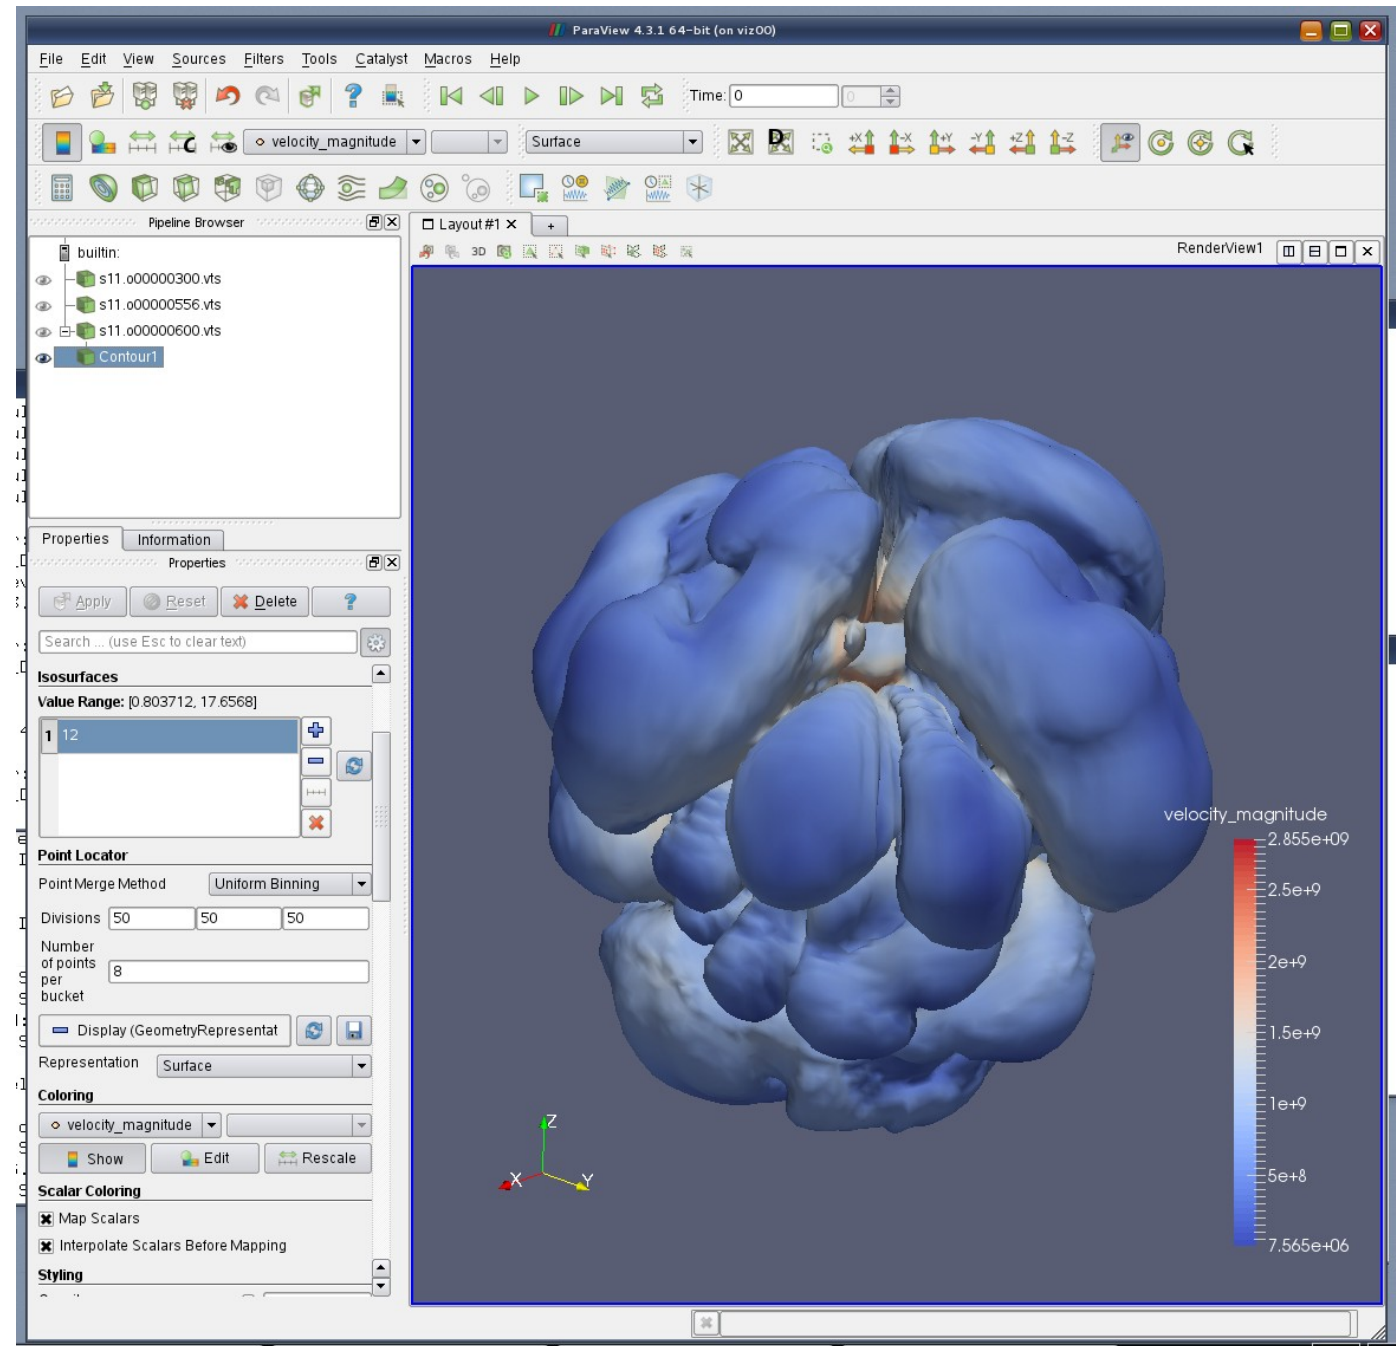 ParaView 4.3.1 64-bit (on viz00)
File Edit View Sources Filters Tools Catalyst Macros Help
Time: 0 0
velocity_magnitude Surface +X -X +Y -Y +Z -Z
Pipeline Browser
Layout #1 +
3D RenderView1
builtin:
s11.o00000300.vts
s11.o00000556.vts
s11.o00000600.vts
Contour1
Properties Information
Properties
Apply Reset Delete ?
Search ... (use Esc to clear text)
Isosurfaces
Value Range: [0.803712, 17.6568]
1 12
Point Locator
Point Merge Method Uniform Binning
Divisions 50 50 50
Number
of points
per
bucket
8
Display (GeometryRepresentat
Representation Surface
Coloring
velocity_magnitude
Show Edit Rescale
Scalar Coloring
Map Scalars
Interpolate Scalars Before Mapping
Styling
velocity_magnitude
2.855e+09
2.5e+9
2e+9
1.5e+9
1e+9
5e+8
7.565e+06
Z
X
Y